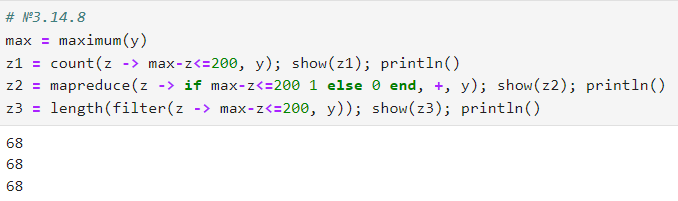 # №3.14.8
max = maximum(y)
z1 = count(z -> max-z<=200, y); show(z1); println()
z2 = mapreduce(z -> if max-z<=200 1 else 0 end, +, y); show(z2); println()
z3 = length(filter(z -> max-z<=200, y)); show(z3); println()
68
68
68